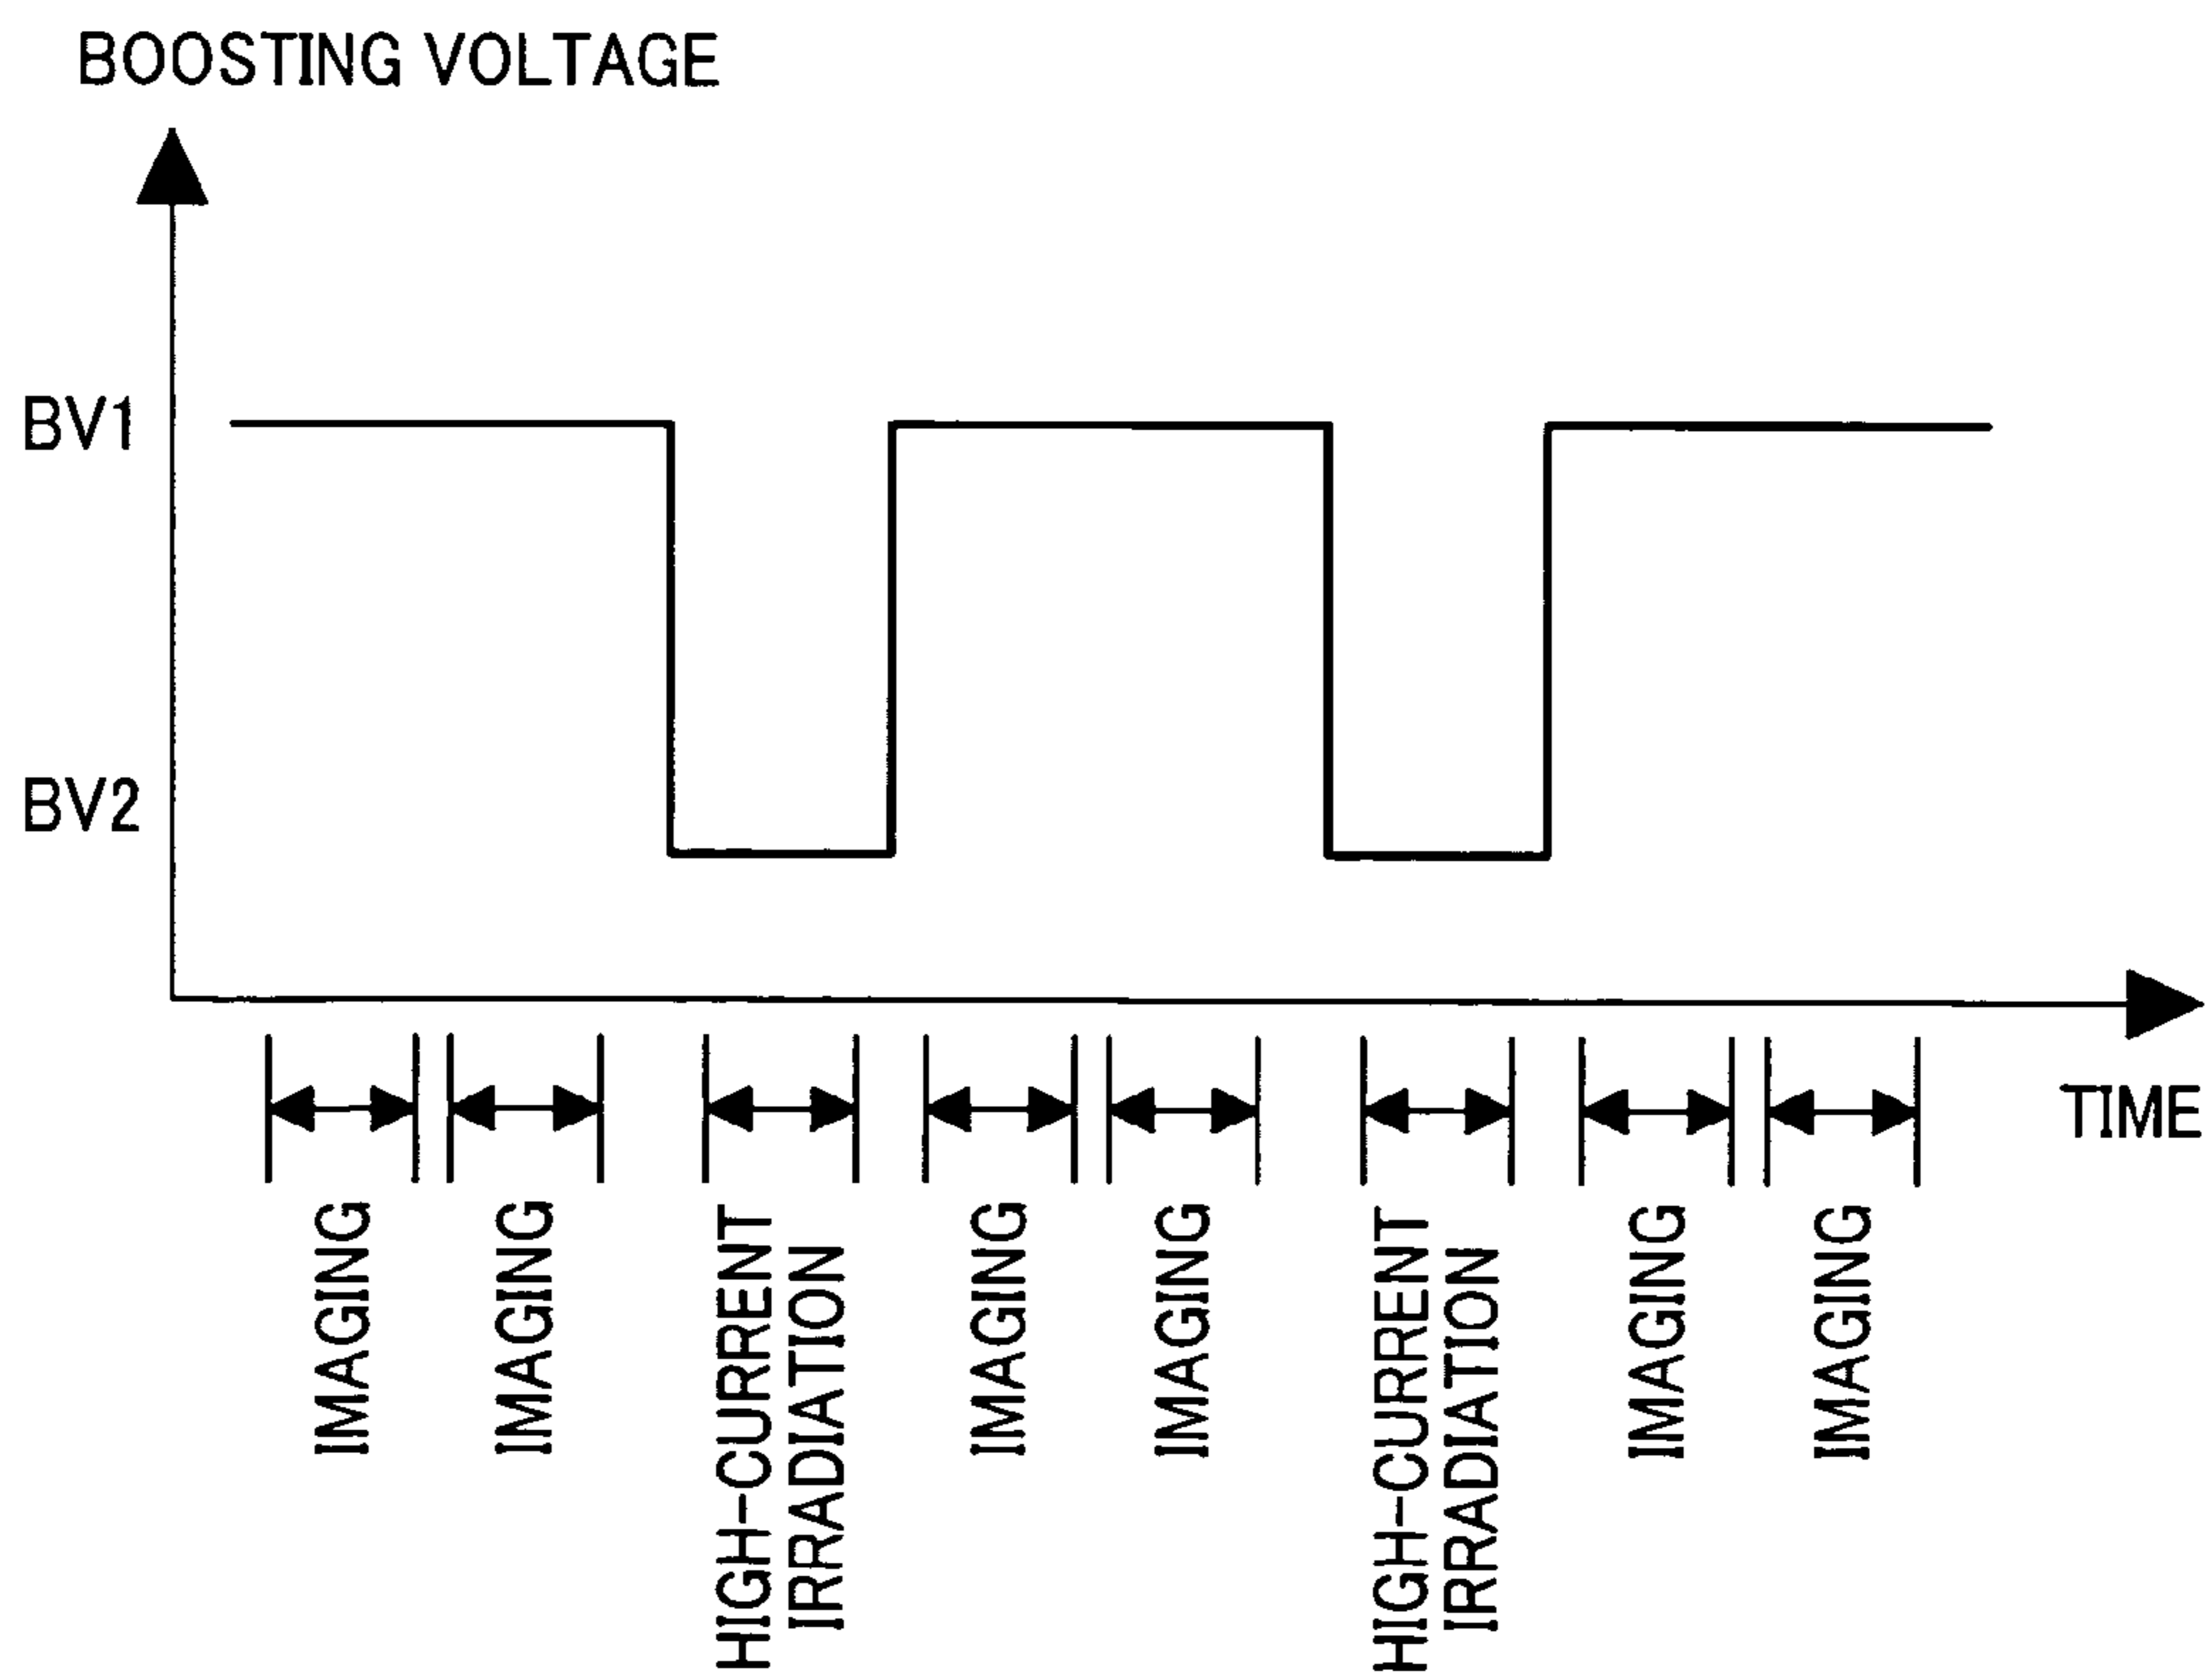 BOOSTING VOLTAGE
BV1
BV2
TIME
IMAGING
IMAGING
HIGH-CURRENT
IRRADIATION
IMAGING
IMAGING
HIGH-CURRENT
IRRADIATION
IMAGING
IMAGING